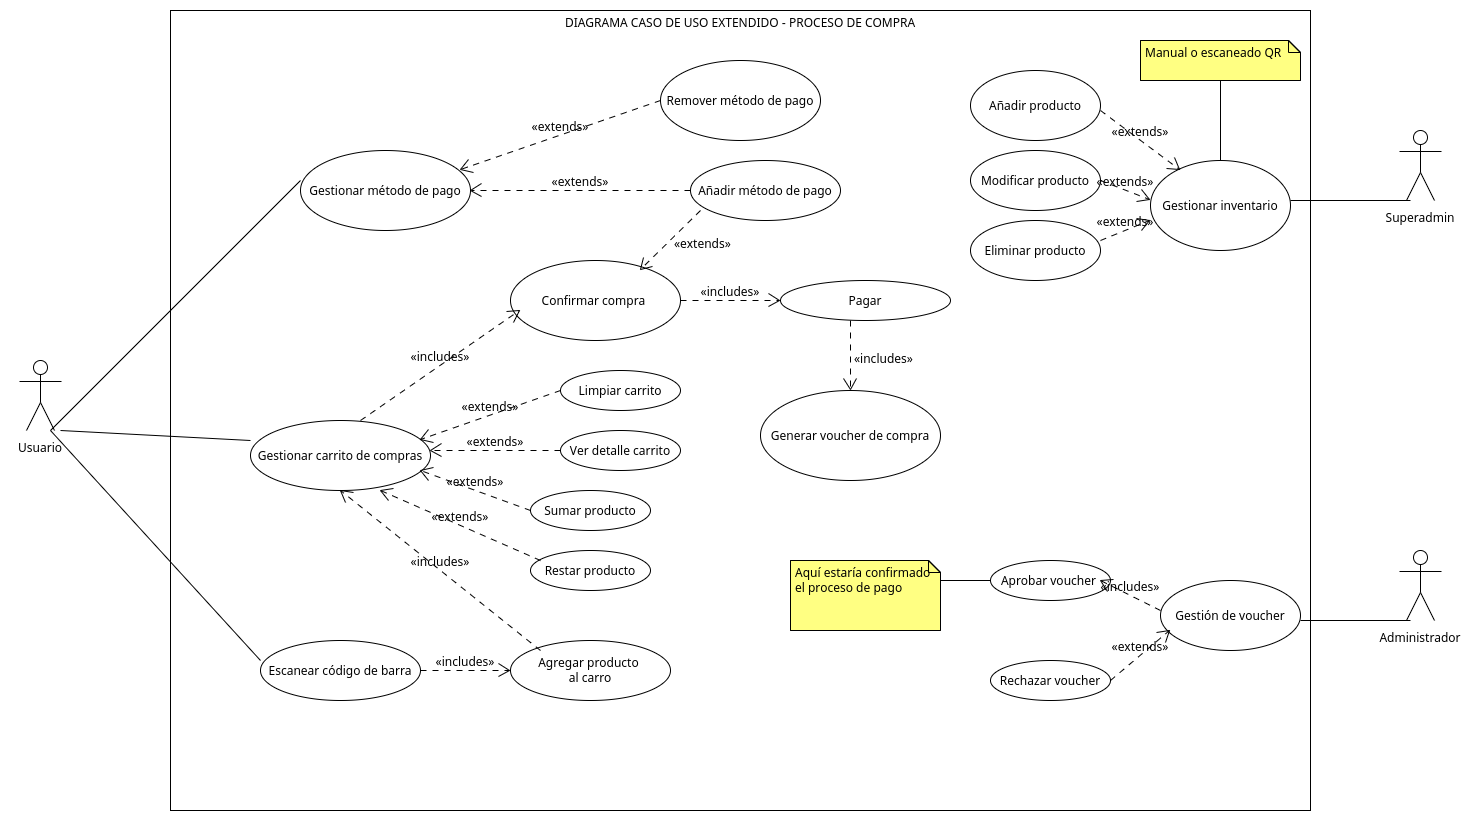 DIAGRAMA CASO DE USO EXTENDIDO - PROCESO DE COMPRA
Manual o escaneado QR
Remover método de pago
Añadir producto
«extends»
«extends»
Gestionar método de pago
«extends»
Añadir método de pago
Modificar producto
«extends»
Gestionar inventario
Superadmin
«extends»
Eliminar producto
«extends»
Confirmar compra
«includes»
Pagar
«includes»
«includes»
Usuario
Limpiar carrito
«extends»
Gestionar carrito de compras
«extends»
Ver detalle carrito
Generar voucher de compra
«extends»
Sumar producto
«extends»
Restar producto
«includes»
Aquí estaría confirmado
el proceso de pago
Aprobar voucher
«includes»
Gestión de voucher
Administrador
«extends»
Rechazar voucher
Escanear código de barra
«includes»
Agregar producto
al carro